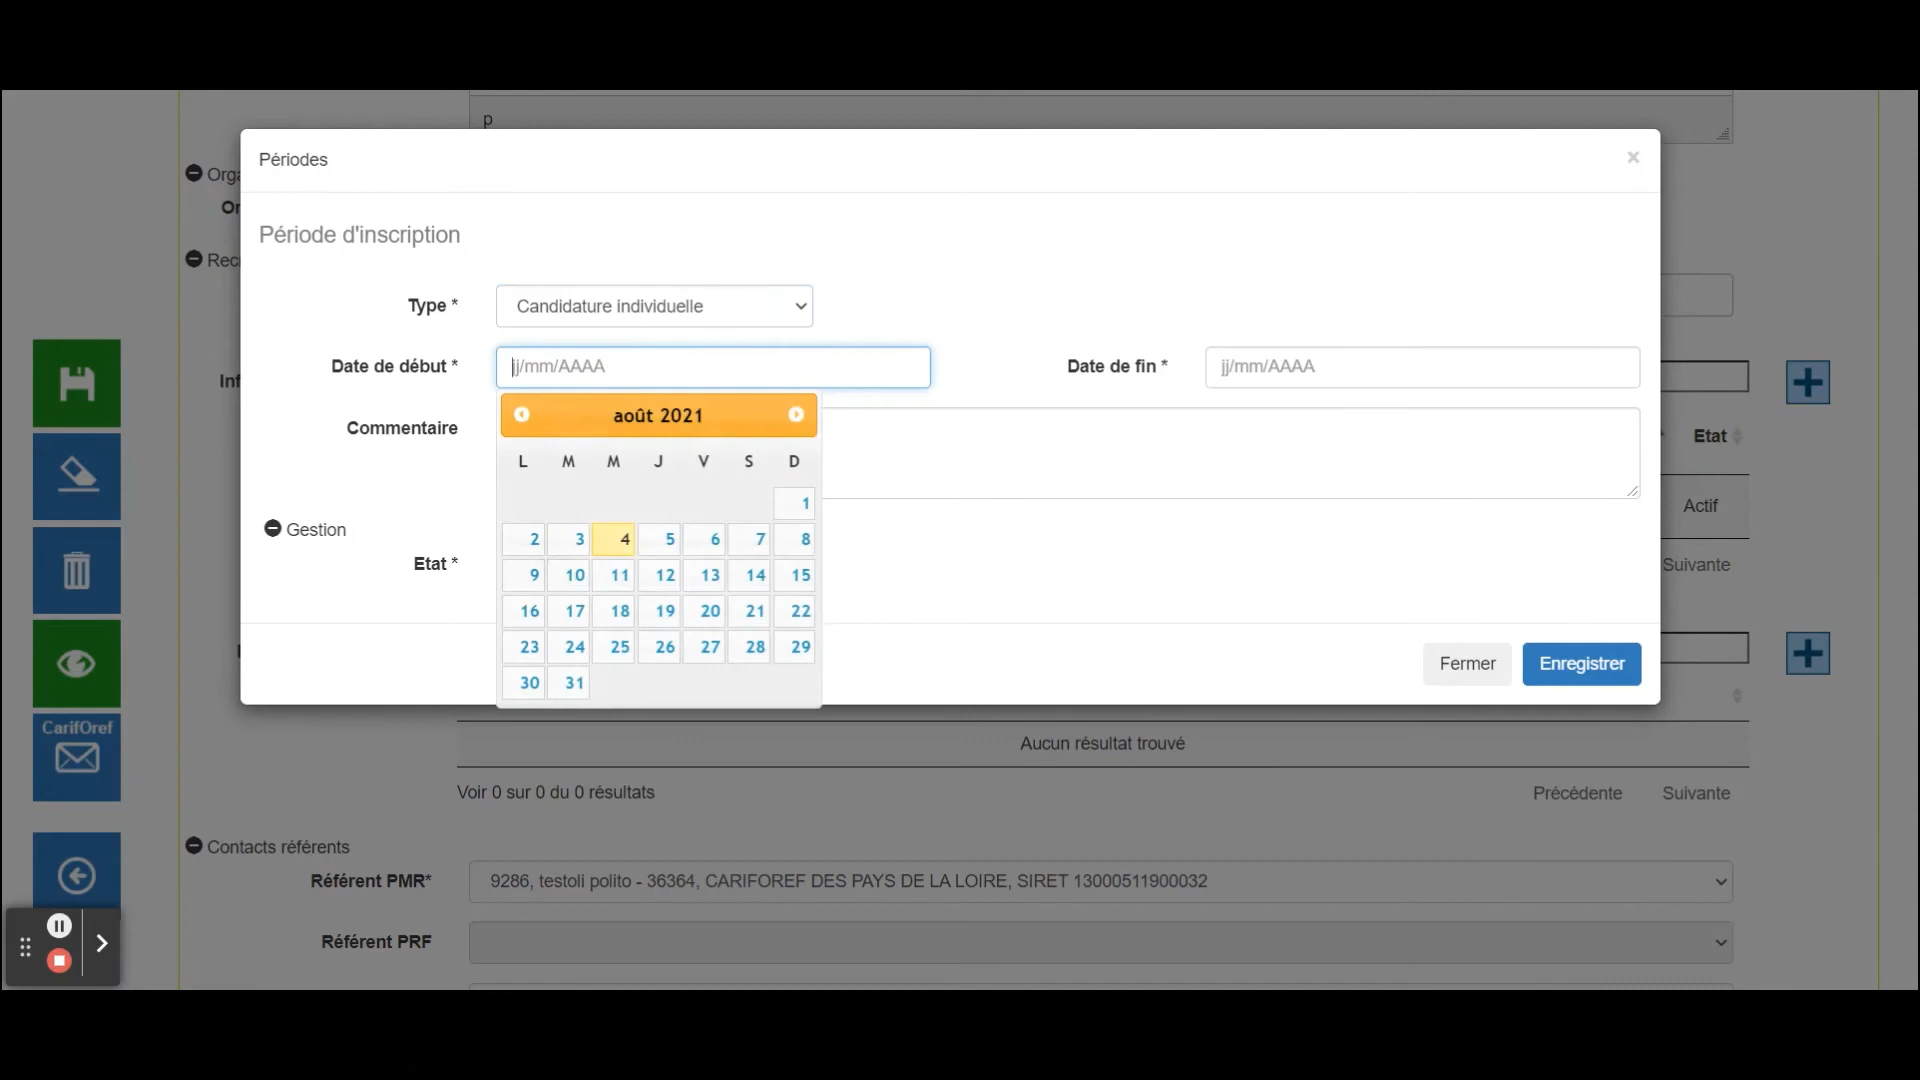 p
Périodes
×
Orga
Or
Période d'inscription
Rec
Type *
Candidature individuelle
Date de début *
jj/mm/AAAA
Date de fin *
jj/mm/AAAA
Inf
août 2021
Commentaire
Etat
L M M J V S D
1
Actif
2 3 4 5 6 7 8
Gestion
Etat *
Suivante
9 10 11 12 13 14 15
16 17 18 19 20 21 22
23 24 25 26 27 28 29
Fermer
Enregistrer
30 31
CarifOref
Aucun résultat trouvé
Voir 0 sur 0 du 0 résultats
Précédente
Suivante
Contacts référents
Référent PMR*
9286, testoli polito - 36364, CARIFOREF DES PAYS DE LA LOIRE, SIRET 13000511900032
Référent PRF